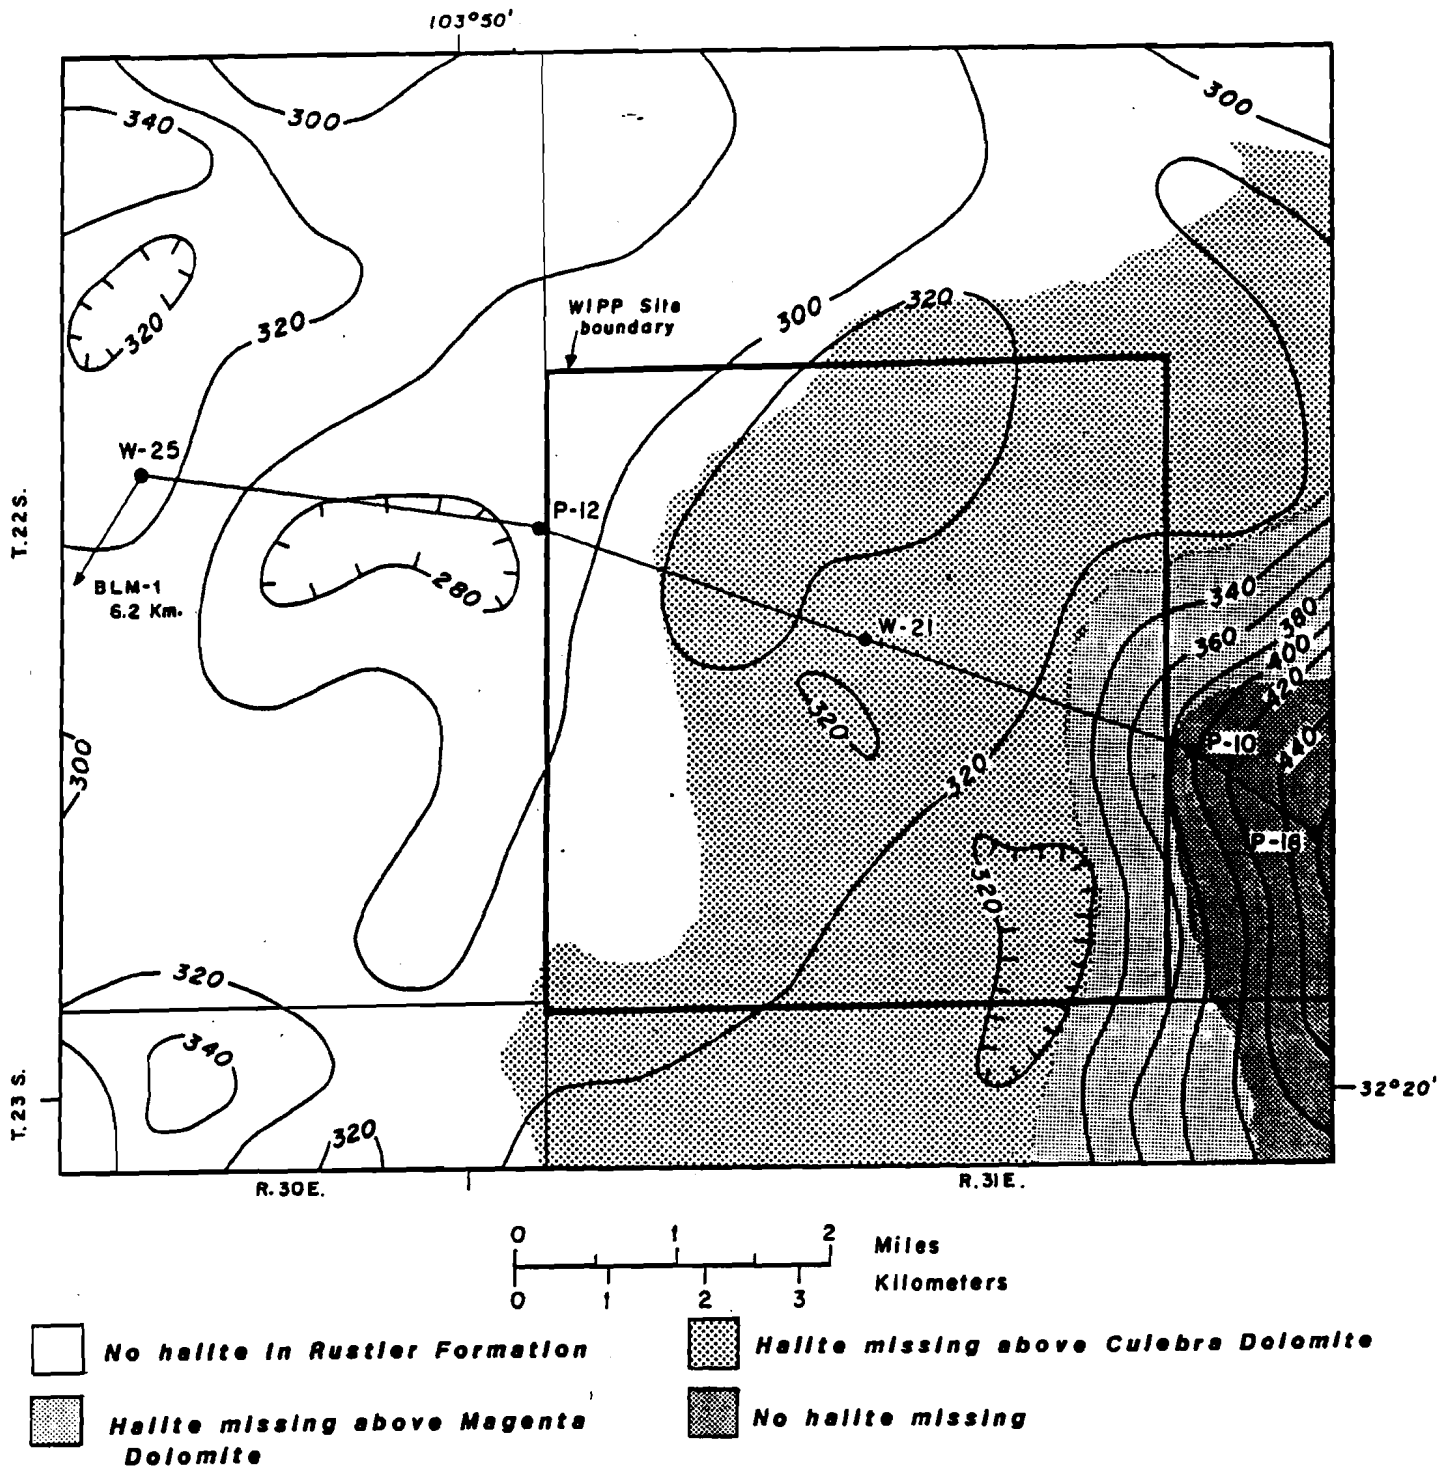 103°50'
300
340
300
320
320
320
300
WIPP Site
boundary
W-25
P-12
T.22S.
BLM-1
6.2 Km.
280
340
380
360
400
420
W-21
320
P-10
440
300
320
P-18
320
320
340
T.23 S.
32°20'
320
R.30E.
R.31E.
0 1 2 Miles
Kilometers
0 1 2 3
No halite in Rustler Formation
Halite missing above Culebra Dolomite
Halite missing above Magenta
Dolomite
No halite missing